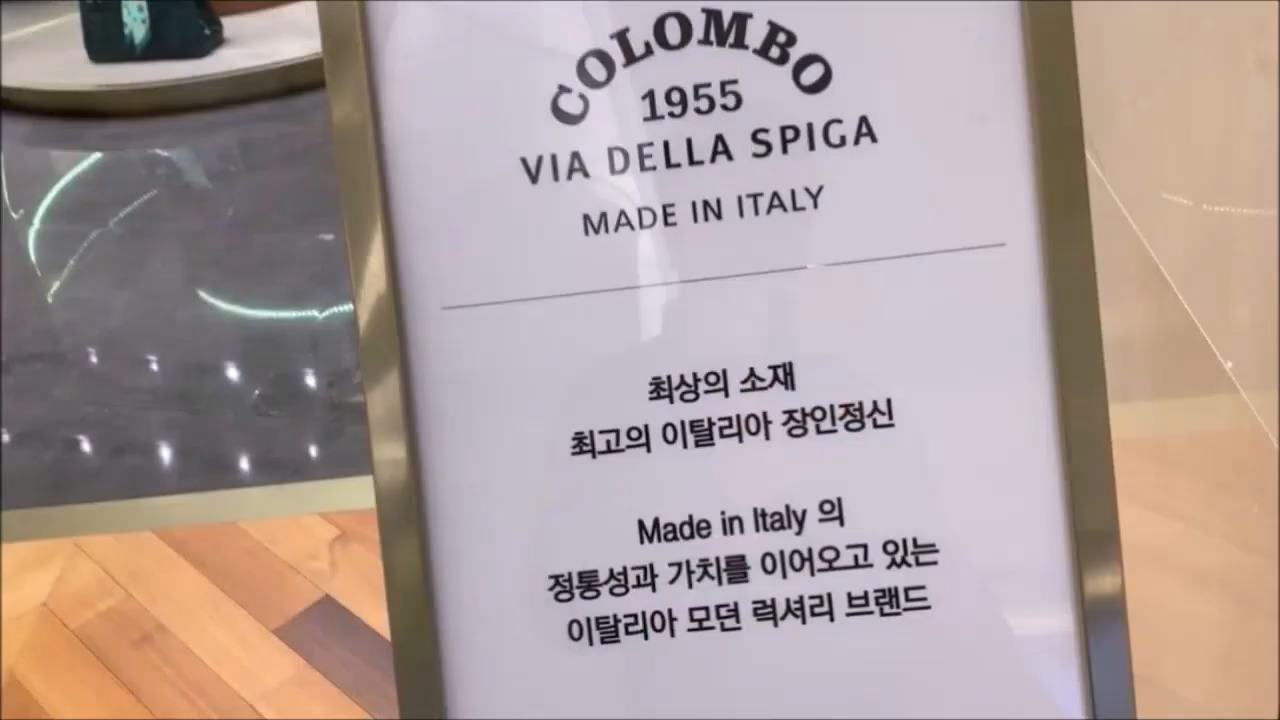 COLOMBO
1955
VIA DELLA SPIGA
MADE IN ITALY
최상의 소재
최고의 이탈리아 장인정신
Made in Italy 의
정통성과 가치를 이어오고 있는
이탈리아 모던 럭셔리 브랜드